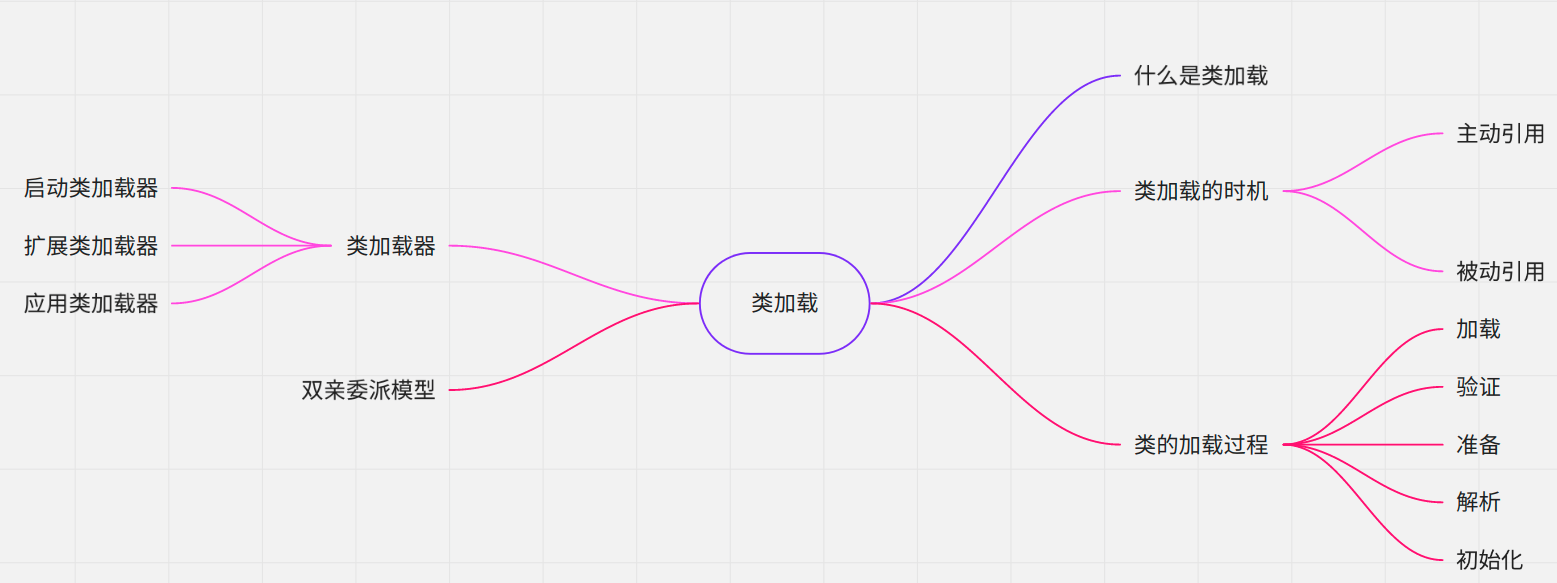 什么是类加载
主动引用
启动类加载器
类加载的时机
扩展类加载器
类加载器
被动引用
应用类加载器
类加载
加载
双亲委派模型
验证
类的加载过程
准备
解析
初始化